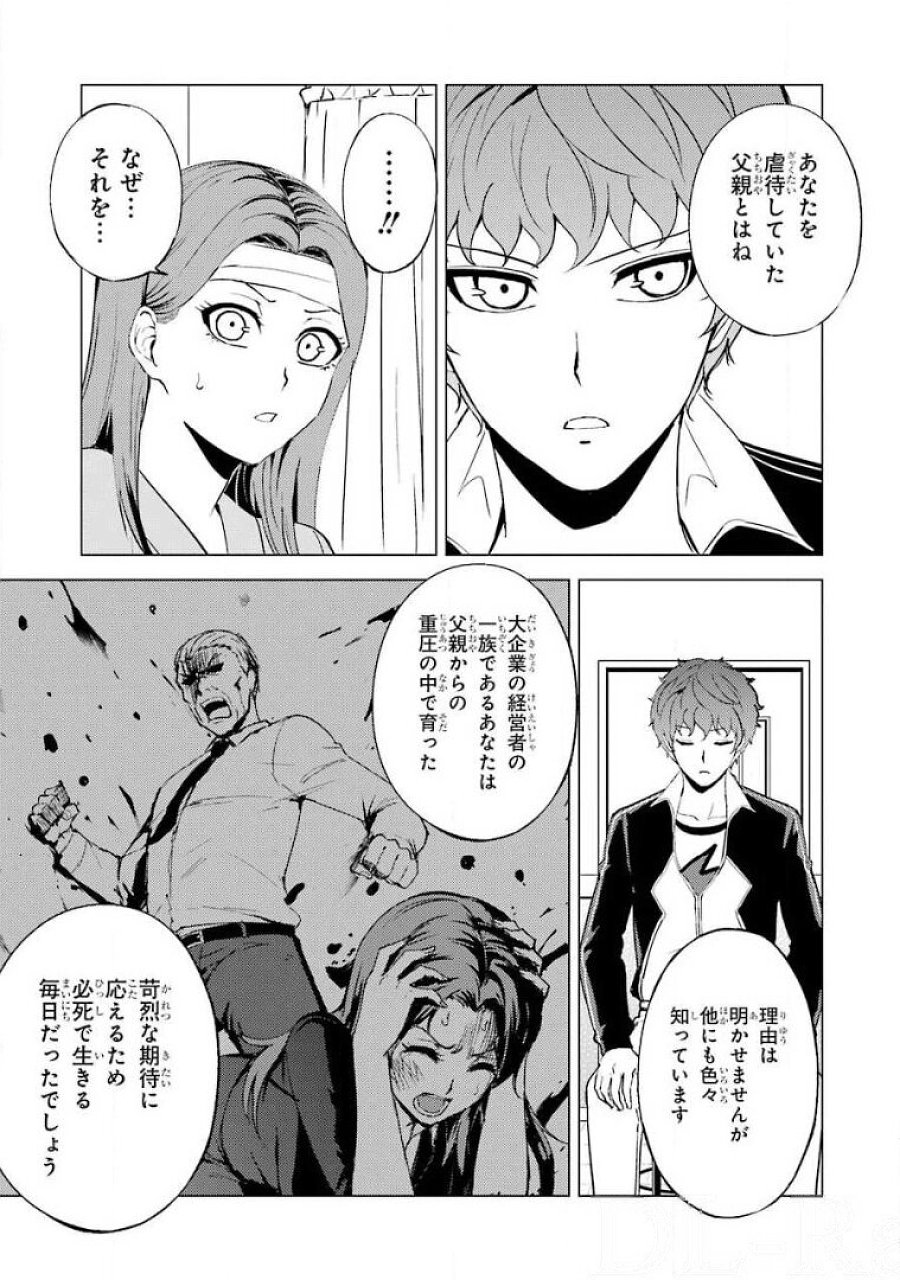 あなたを
虐待していた
父親とはね
………!!
なぜ…
それを…
理由は
明かせませんが
他にも色々
知っています
大企業の経営者の
一族であるあなたは
父親からの
重圧の中で育った
苛烈な期待に
応えるため
必死で生きる
毎日だったでしょう